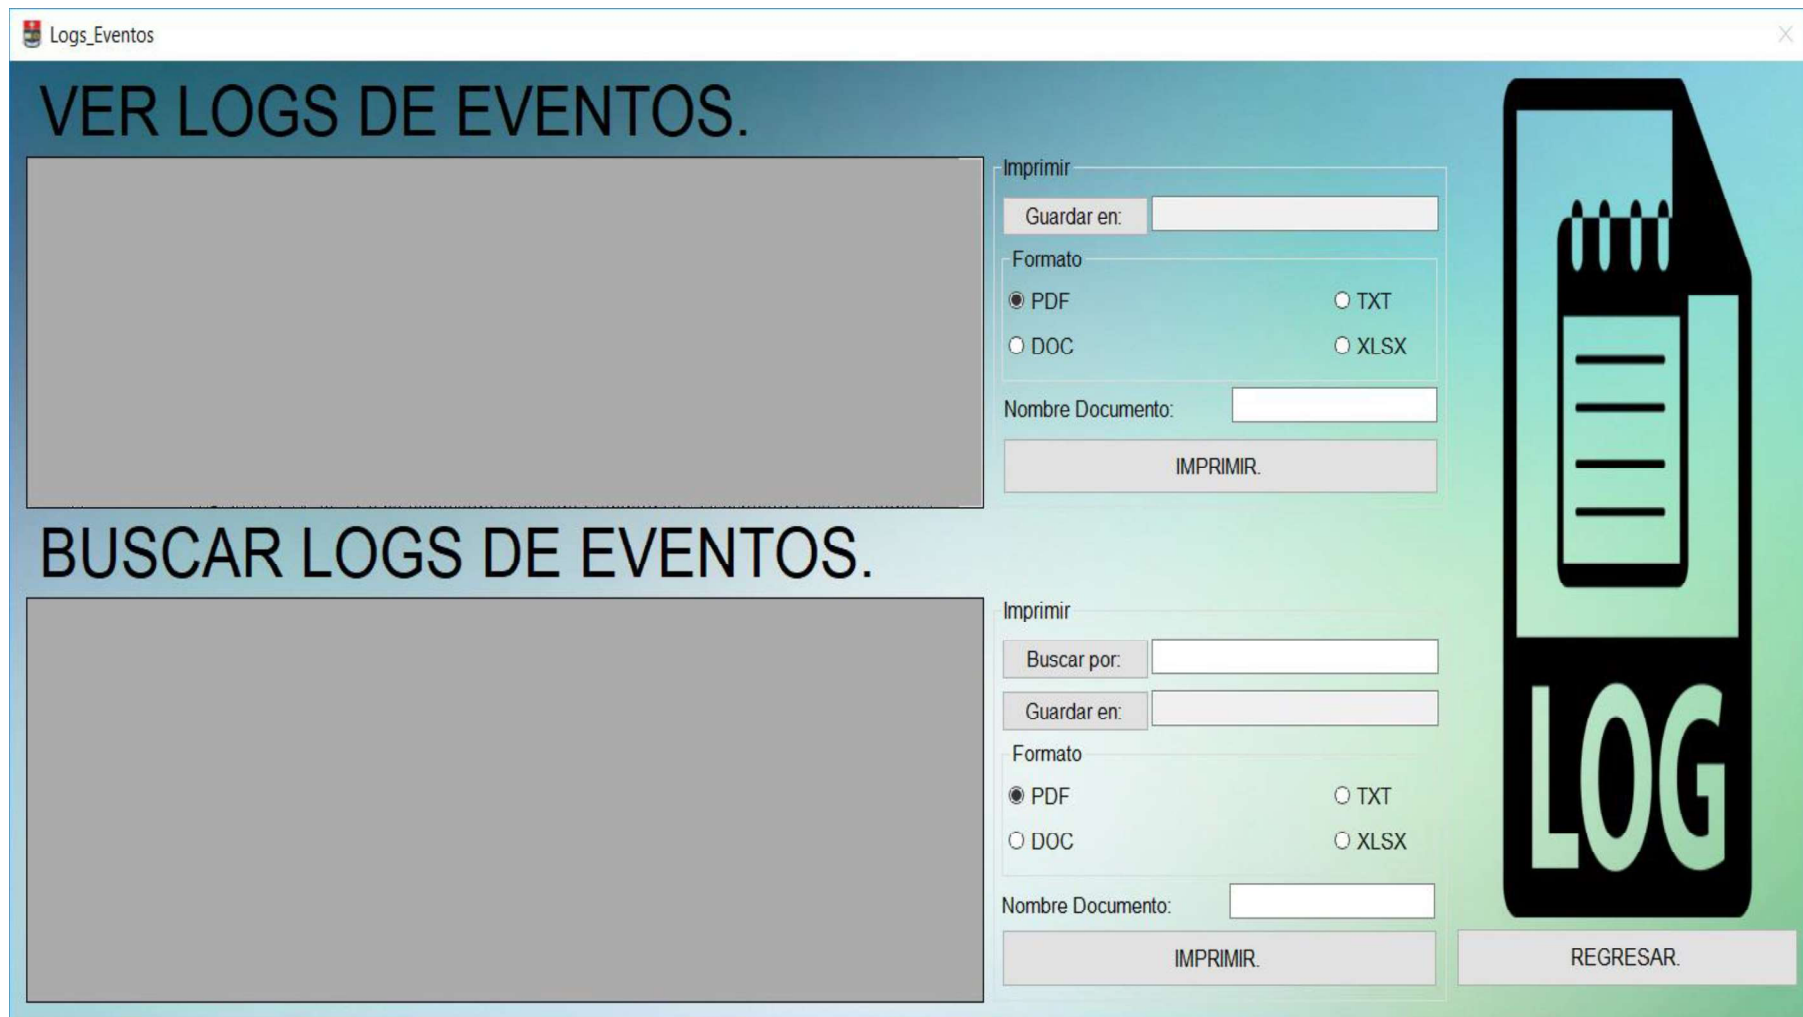 Logs_Eventos
VER LOGS DE EVENTOS.
Imprimir
Guardar en:
Formato
PDF TXT
DOC XLSX
Nombre Documento:
IMPRIMIR.
BUSCAR LOGS DE EVENTOS.
Imprimir
Buscar por:
Guardar en:
Formato
PDF TXT
DOC XLSX
Nombre Documento:
IMPRIMIR.
LOG
REGRESAR.